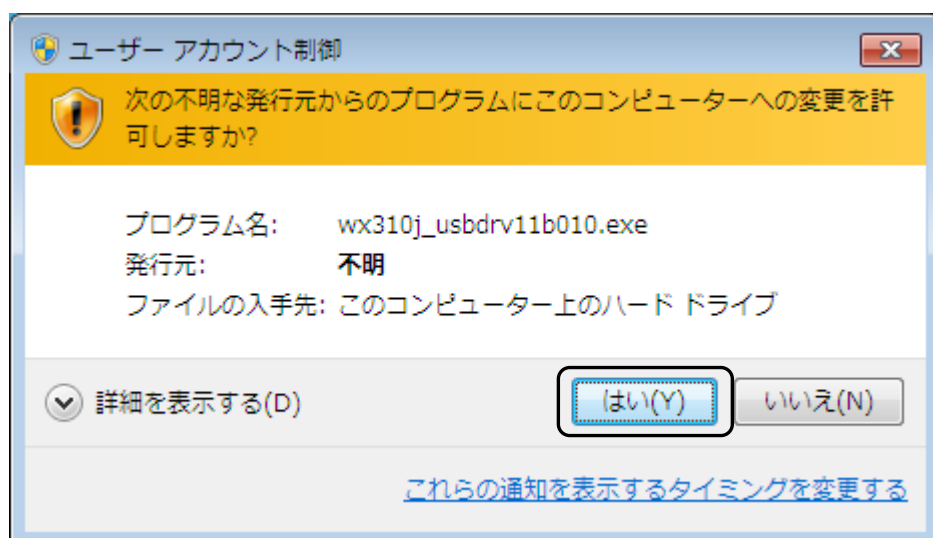 ユーザー アカウント制御
次の不明な発行元からのプログラムにこのコンピューターへの変更を許
可しますか?
プログラム名: wx310j_usbdrv11b010.exe
発行元: 不明
ファイルの入手先: このコンピューター上のハード ドライブ
詳細を表示する(D) はい(Y) いいえ(N)
これらの通知を表示するタイミングを変更する